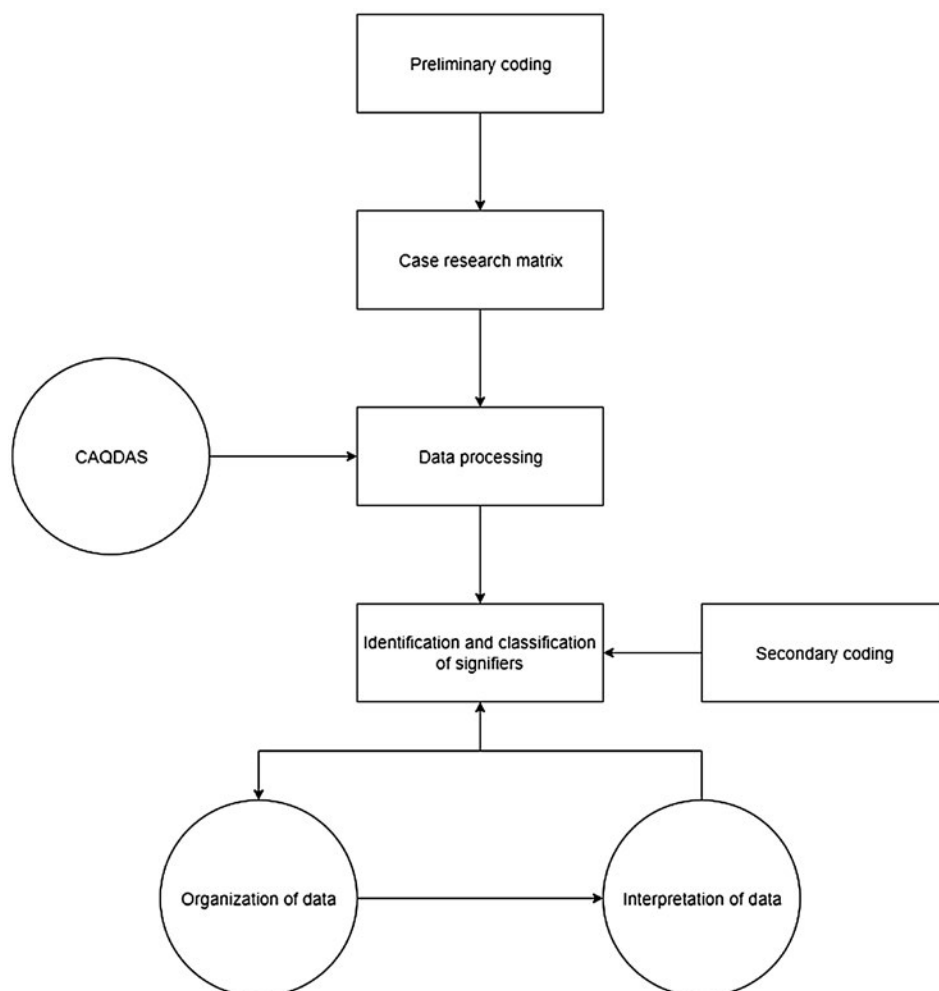 Preliminary coding
Case research matrix
CAQDAS
Data processing
Identification and classification
of signifiers
Secondary coding
Organization of data
Interpretation of data